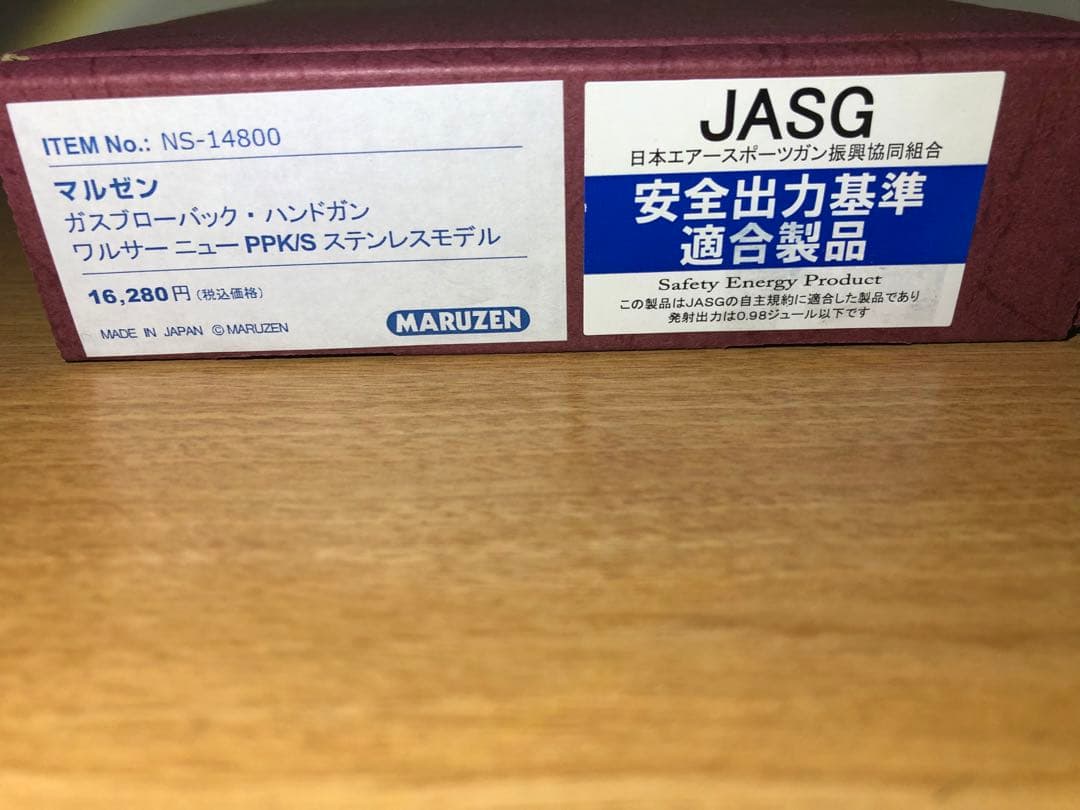 ITEM No.: NS-14800
マルゼン
ガスブローバック・ハンドガン
ワルサー ニュー PPK/S ステンレスモデル
16,280円(税込価格)
MADE IN JAPAN ©MARUZEN
MARUZEN
JASG
日本エアースポーツガン振興協同組合
安全出力基準
適合製品
Safety Energy Product
この製品はJASGの自主規約に適合した製品であり
発射出力は0.98ジュール以下です